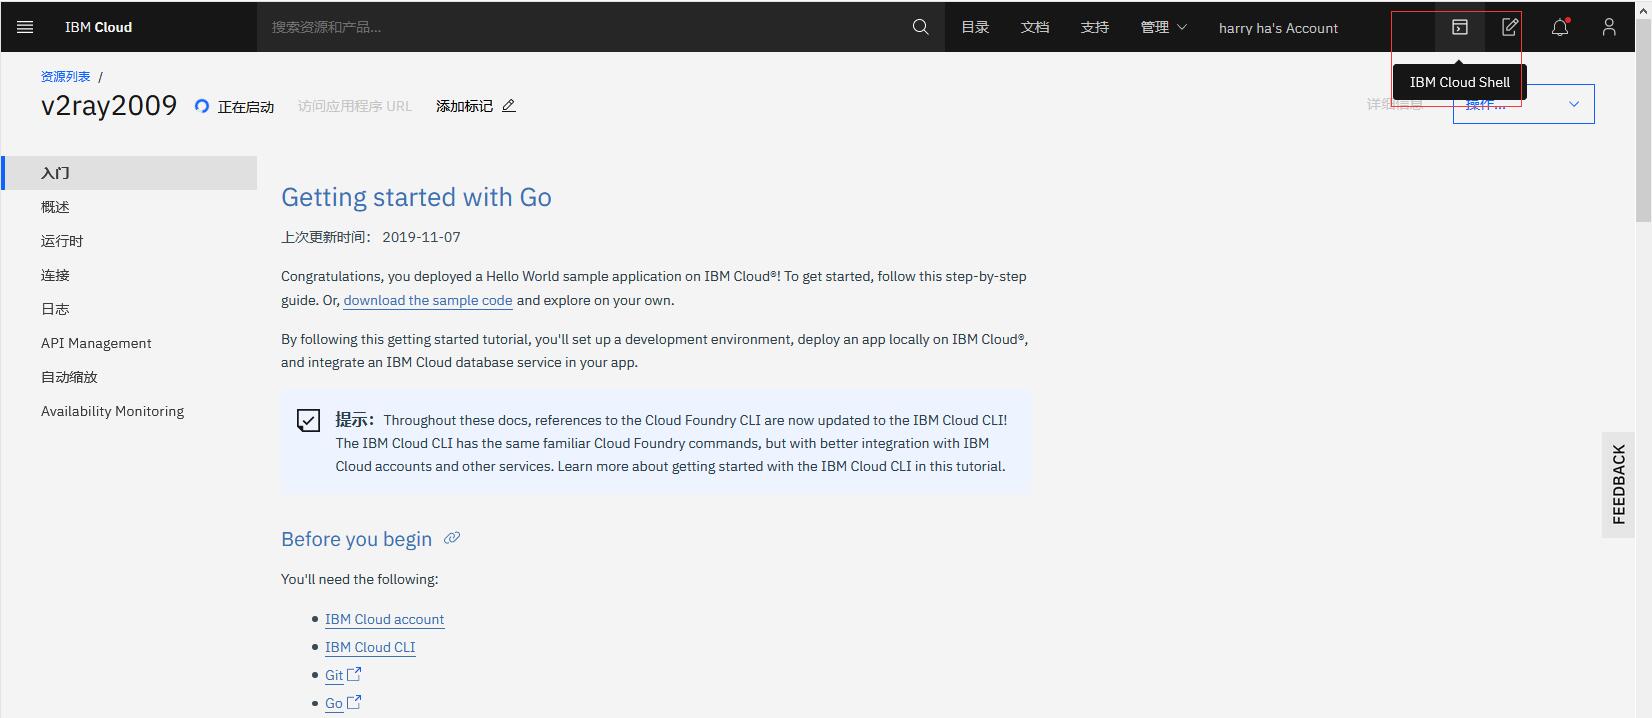 IBM Cloud
搜索资源和产品...
目录
文档
支持
管理
harry ha's Account
IBM Cloud Shell
资源列表 /
v2ray2009
正在启动
访问应用程序 URL
添加标记
详细信息
操作...
入门
概述
运行时
连接
日志
API Management
自动缩放
Availability Monitoring
Getting started with Go
上次更新时间： 2019-11-07
Congratulations, you deployed a Hello World sample application on IBM Cloud®! To get started, follow this step-by-step
guide. Or, download the sample code and explore on your own.
By following this getting started tutorial, you'll set up a development environment, deploy an app locally on IBM Cloud®,
and integrate an IBM Cloud database service in your app.
提示： Throughout these docs, references to the Cloud Foundry CLI are now updated to the IBM Cloud CLI!
The IBM Cloud CLI has the same familiar Cloud Foundry commands, but with better integration with IBM
Cloud accounts and other services. Learn more about getting started with the IBM Cloud CLI in this tutorial.
Before you begin
You'll need the following:
IBM Cloud account
IBM Cloud CLI
Git
Go
FEEDBACK